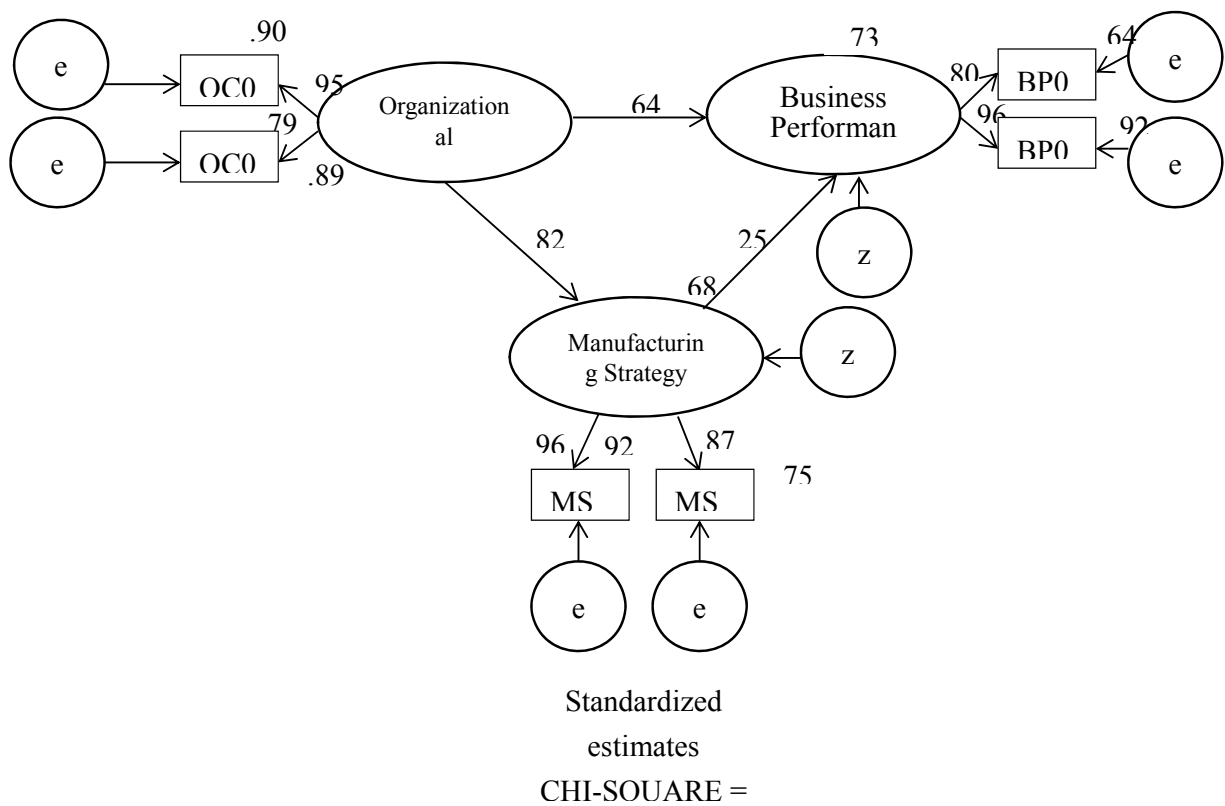 .90
73
64
e
OC0
95
Organization
al
64
Business
Performan
80
BP0
e
79
96
92
e
OC0
.89
BP0
e
82
25
z
68
Manufacturin
g Strategy
z
96
92
87
75
MS
MS
e
e
Standardized
estimates
CHI-SQUARE =